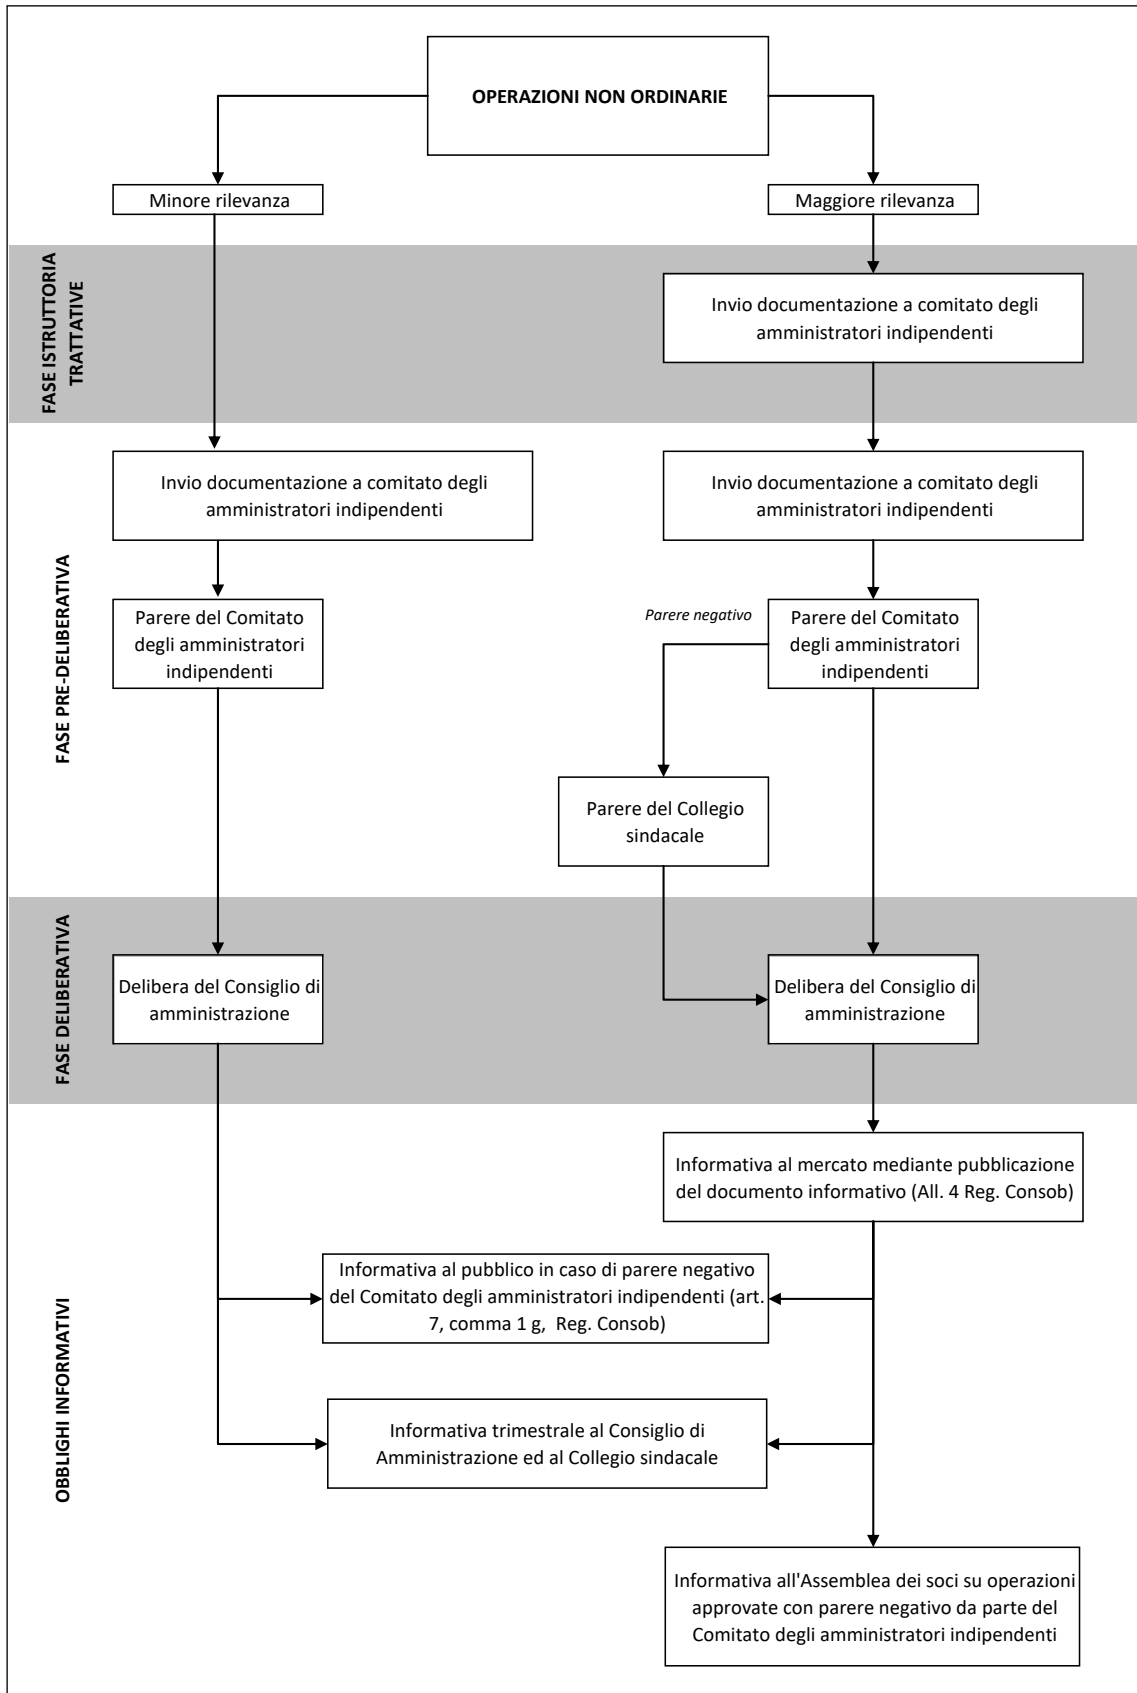 OPERAZIONI NON ORDINARIE
Minore rilevanza
Maggiore rilevanza
FASE ISTRUTTORIA
TRATTATIVE
Invio documentazione a comitato degli
amministratori indipendenti
FASE PRE-DELIBERATIVA
Invio documentazione a comitato degli
amministratori indipendenti
Invio documentazione a comitato degli
amministratori indipendenti
Parere del Comitato
degli amministratori
indipendenti
Parere negativo
Parere del Comitato
degli amministratori
indipendenti
Parere del Collegio
sindacale
FASE DELIBERATIVA
Delibera del Consiglio di
amministrazione
Delibera del Consiglio di
amministrazione
OBBLIGHI INFORMATIVI
Informativa al mercato mediante pubblicazione
del documento informativo (All. 4 Reg. Consob)
Informativa al pubblico in caso di parere negativo
del Comitato degli amministratori indipendenti (art.
7, comma 1 g, Reg. Consob)
Informativa trimestrale al Consiglio di
Amministrazione ed al Collegio sindacale
Informativa all'Assemblea dei soci su operazioni
approvate con parere negativo da parte del
Comitato degli amministratori indipendenti